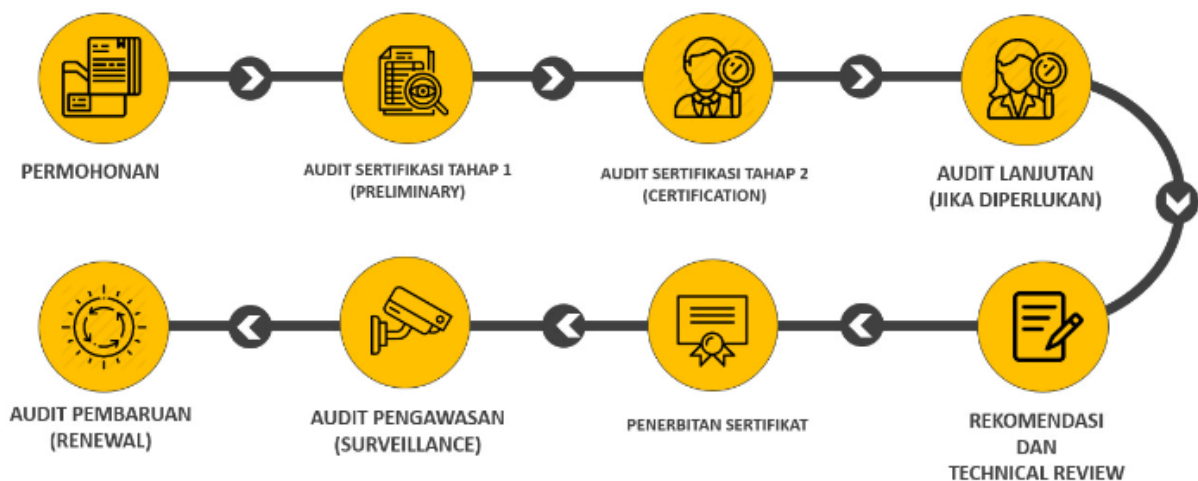 PERMOHONAN
AUDIT SERTIFIKASI TAHAP 1
(PRELIMINARY)
AUDIT SERTIFIKASI TAHAP 2
(CERTIFICATION)
AUDIT LANJUTAN
(JIKA DIPERLUKAN)
REKOMENDASI
DAN
TECHNICAL REVIEW
PENERBITAN SERTIFIKAT
AUDIT PENGAWASAN
(SURVEILLANCE)
AUDIT PEMBARUAN
(RENEWAL)